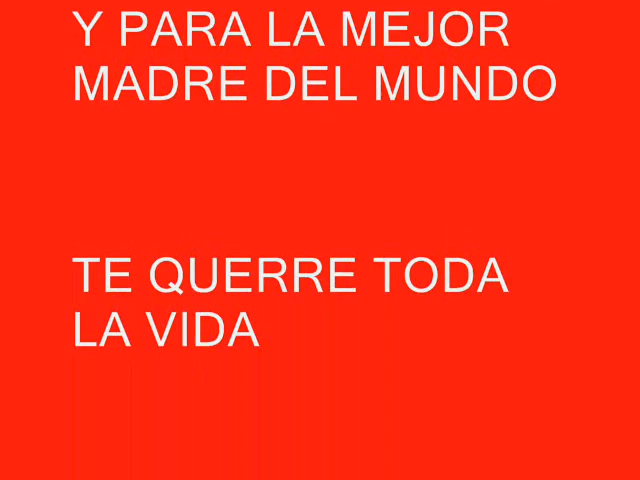 Y PARA LA MEJOR
MADRE DEL MUNDO
TE QUERRE TODA
LA VIDA